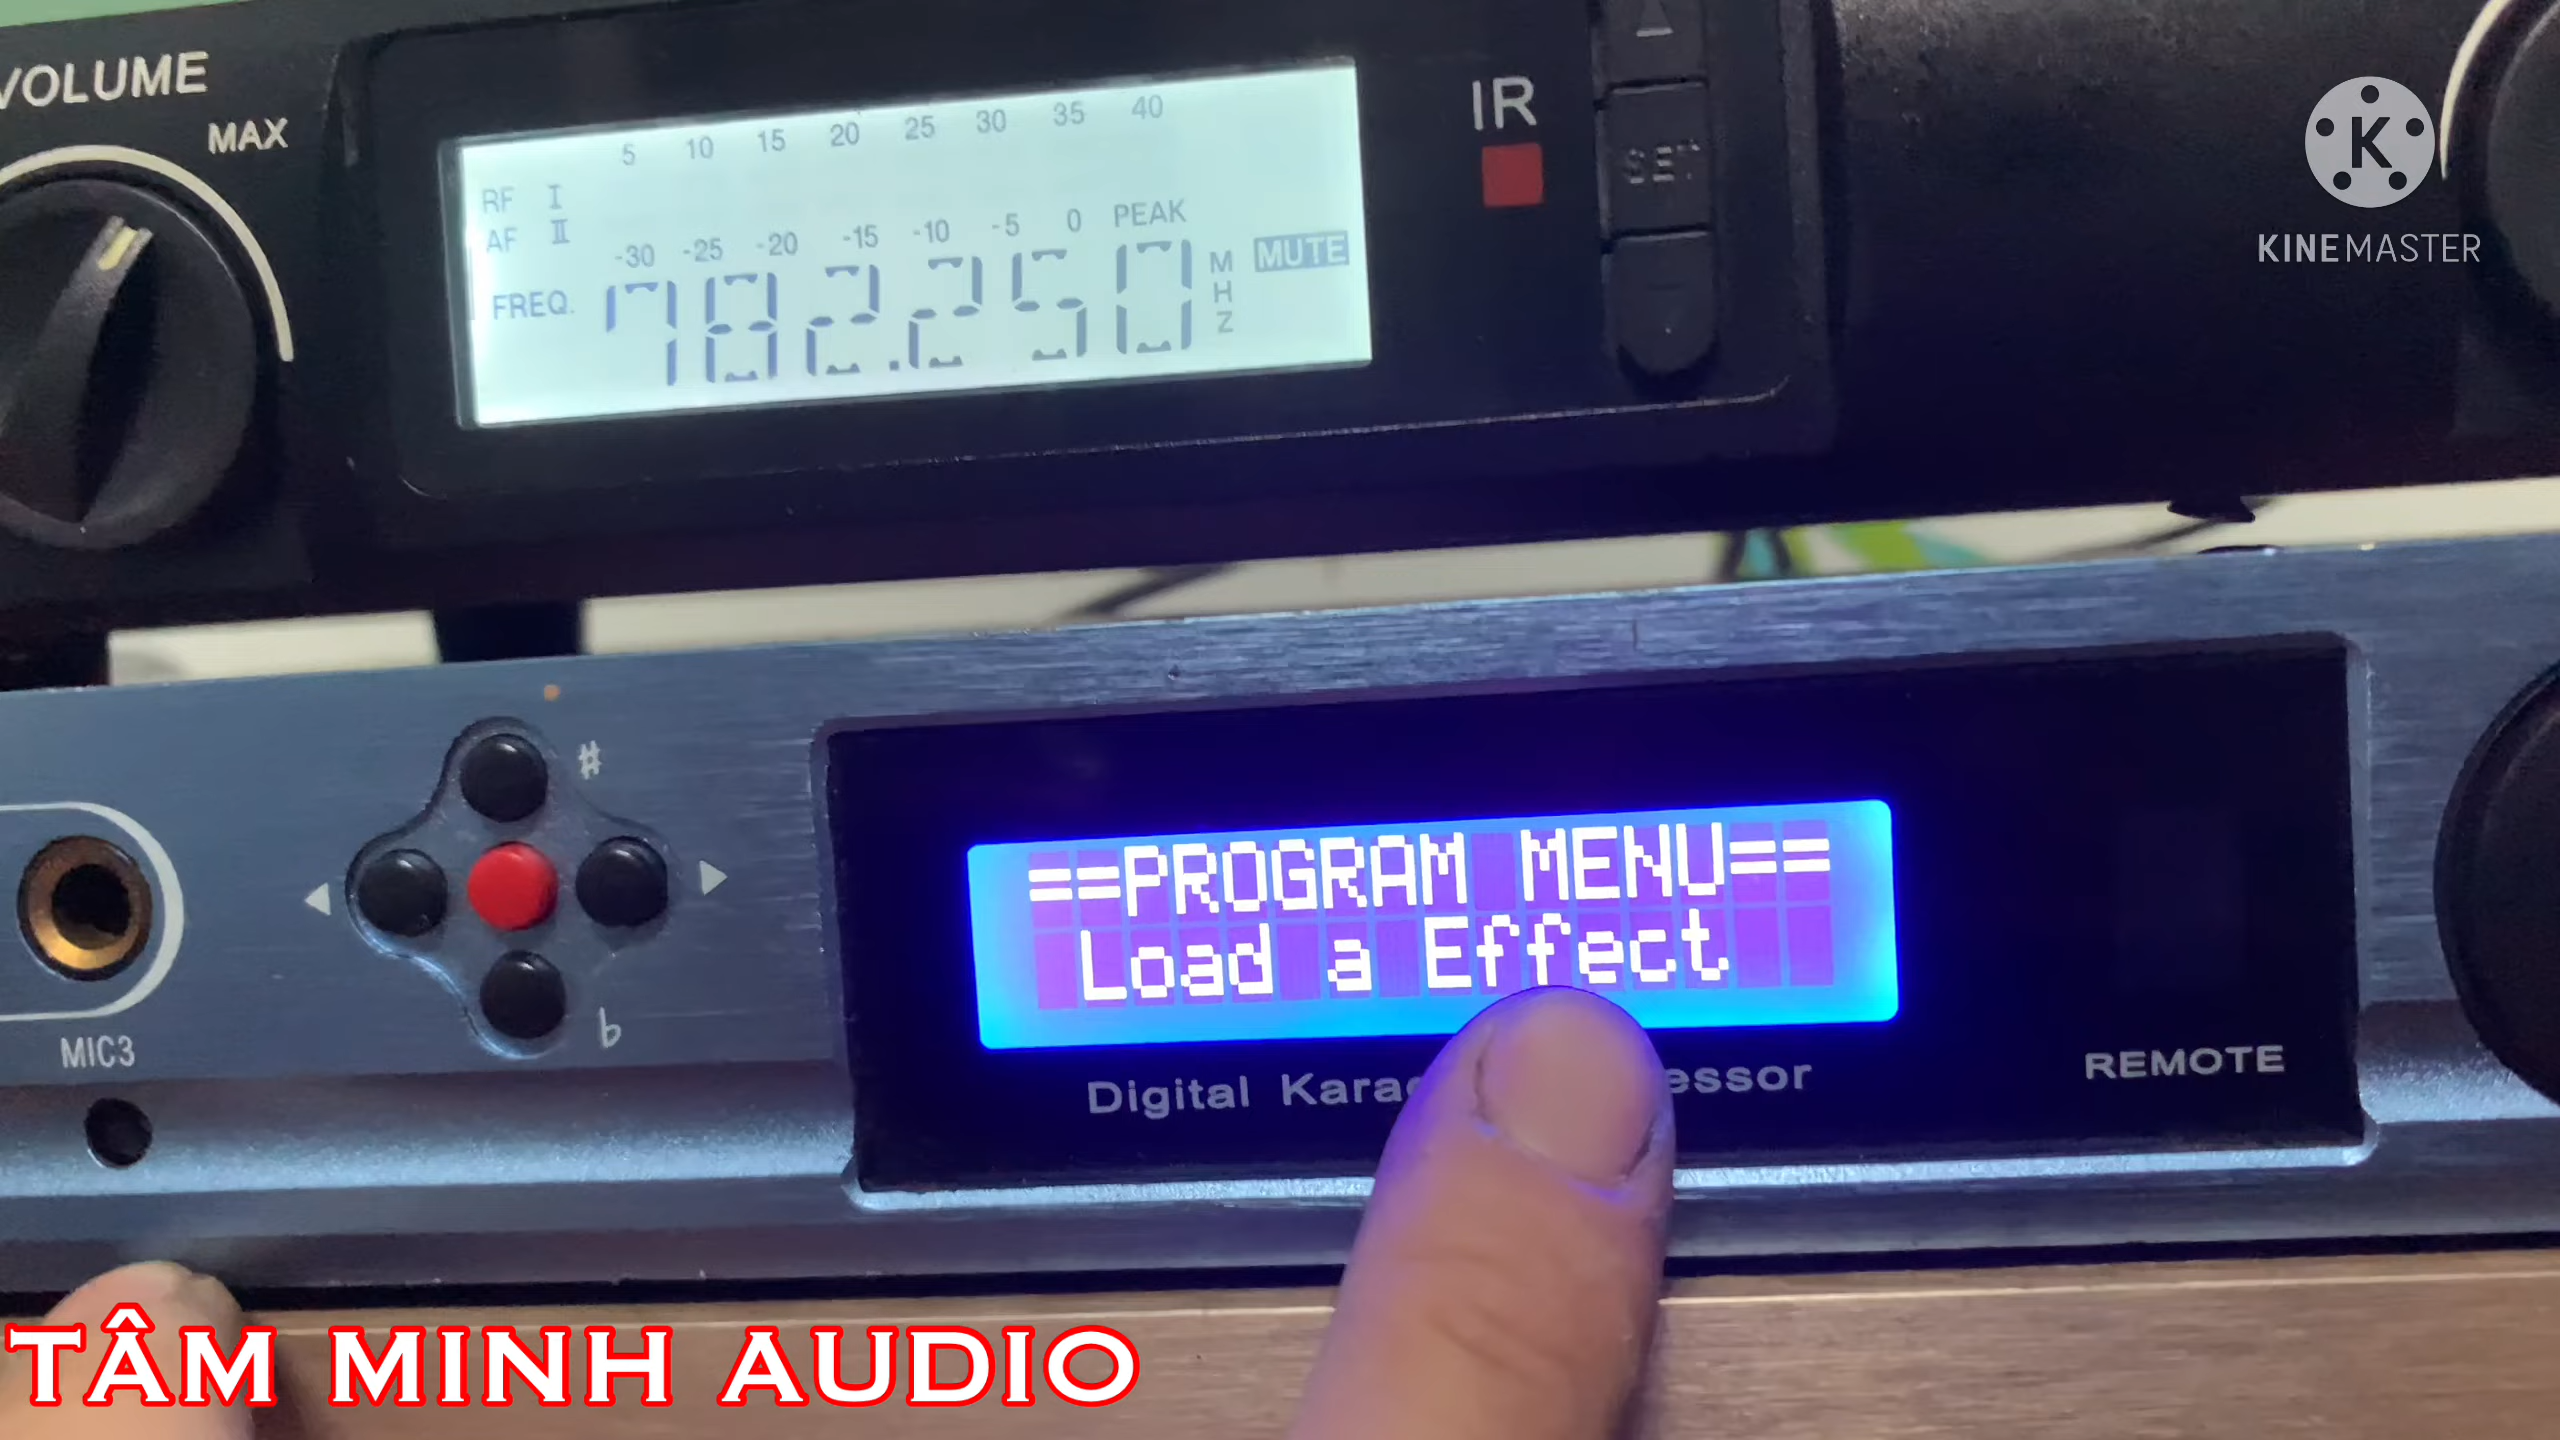 VOLUME
MAX
5 10 15 20 25 30 35 40
RF I
AF II
-30 -25 -20 -15 -10 -5 0 PEAK
FREQ. 782.250 MHZ
MUTE
IR
SET
K
KINEMASTER
#
b
MIC3
==PROGRAM MENU==
Load a Effect
Digital
REMOTE
TÂM MINH AUDIO